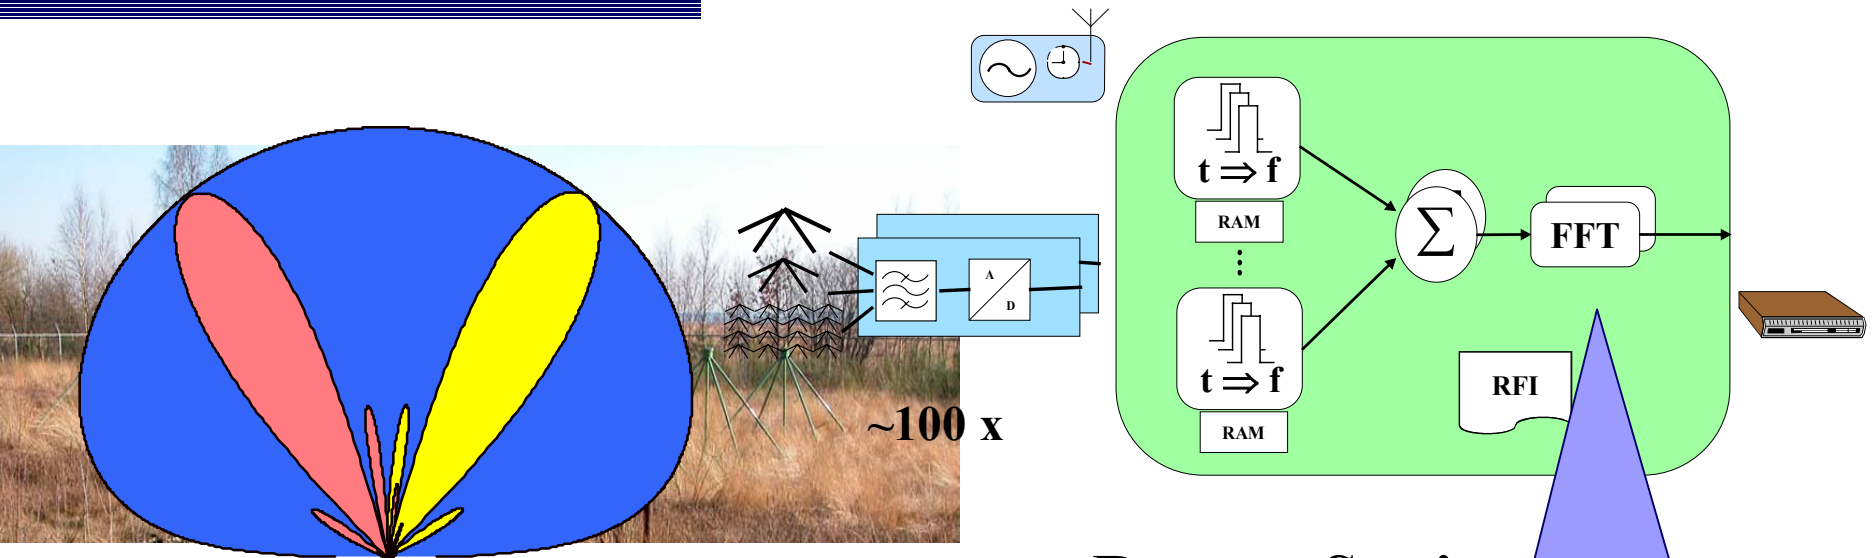 t ⇒ f
RAM
A
D
Σ
FFT
t ⇒ f
RFI
~100 x
RAM